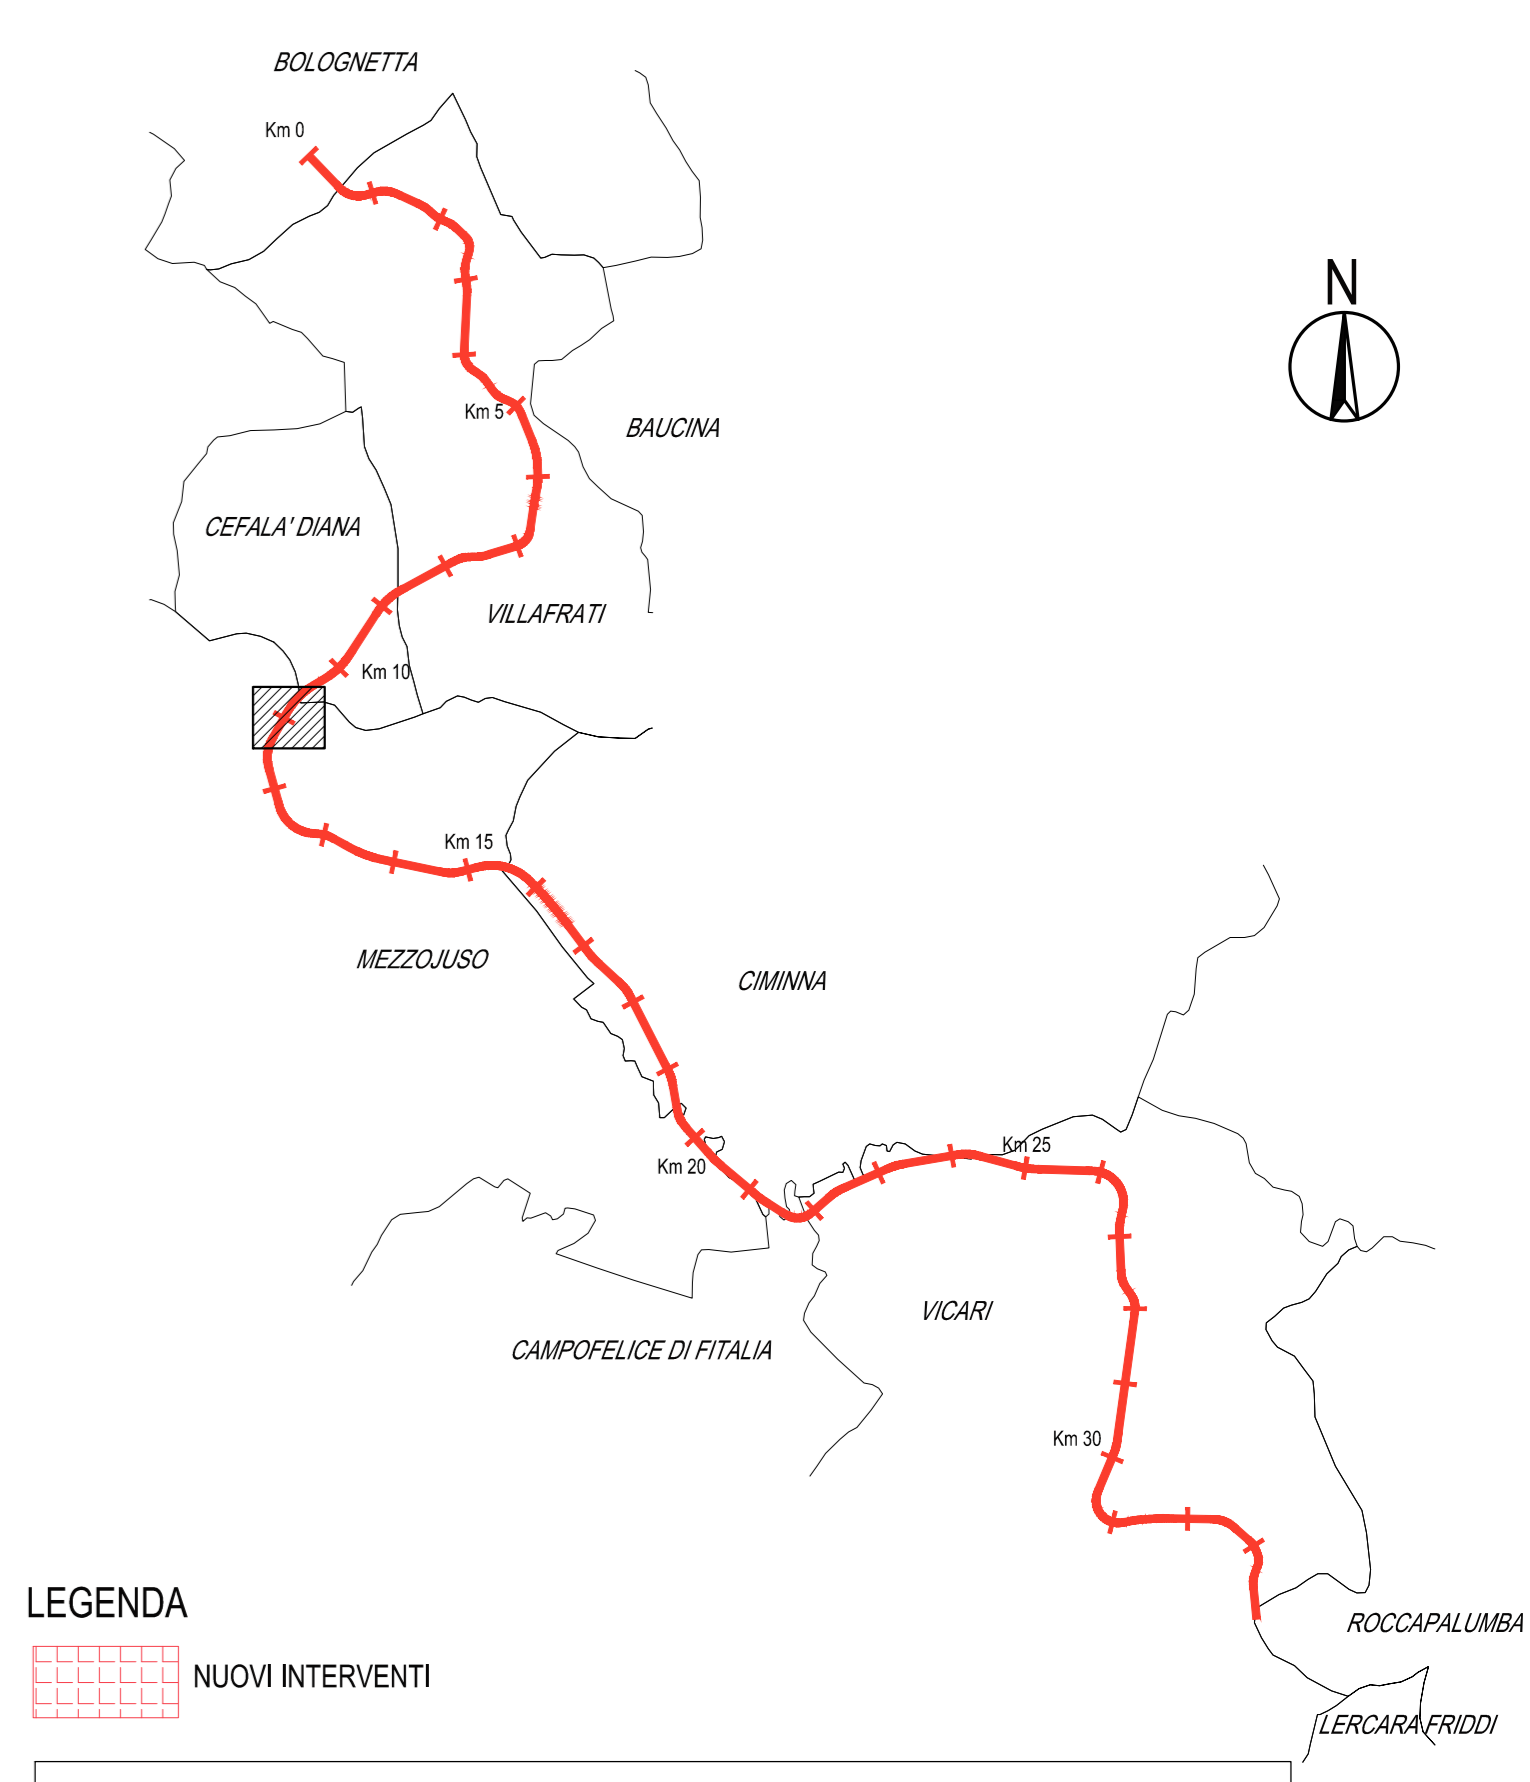 BOLOGNETTA
Km 0
N
Km 5
BAUCINA
CEFALA' DIANA
VILLAFRATI
Km 10
Km 15
MEZZOJUSO
CIMINNA
Km 25
Km 20
VICARI
CAMPOFELICE DI FITALIA
Km 30
LEGENDA
ROCCAPALUMBA
NUOVI INTERVENTI
LERCARA FRIDDI